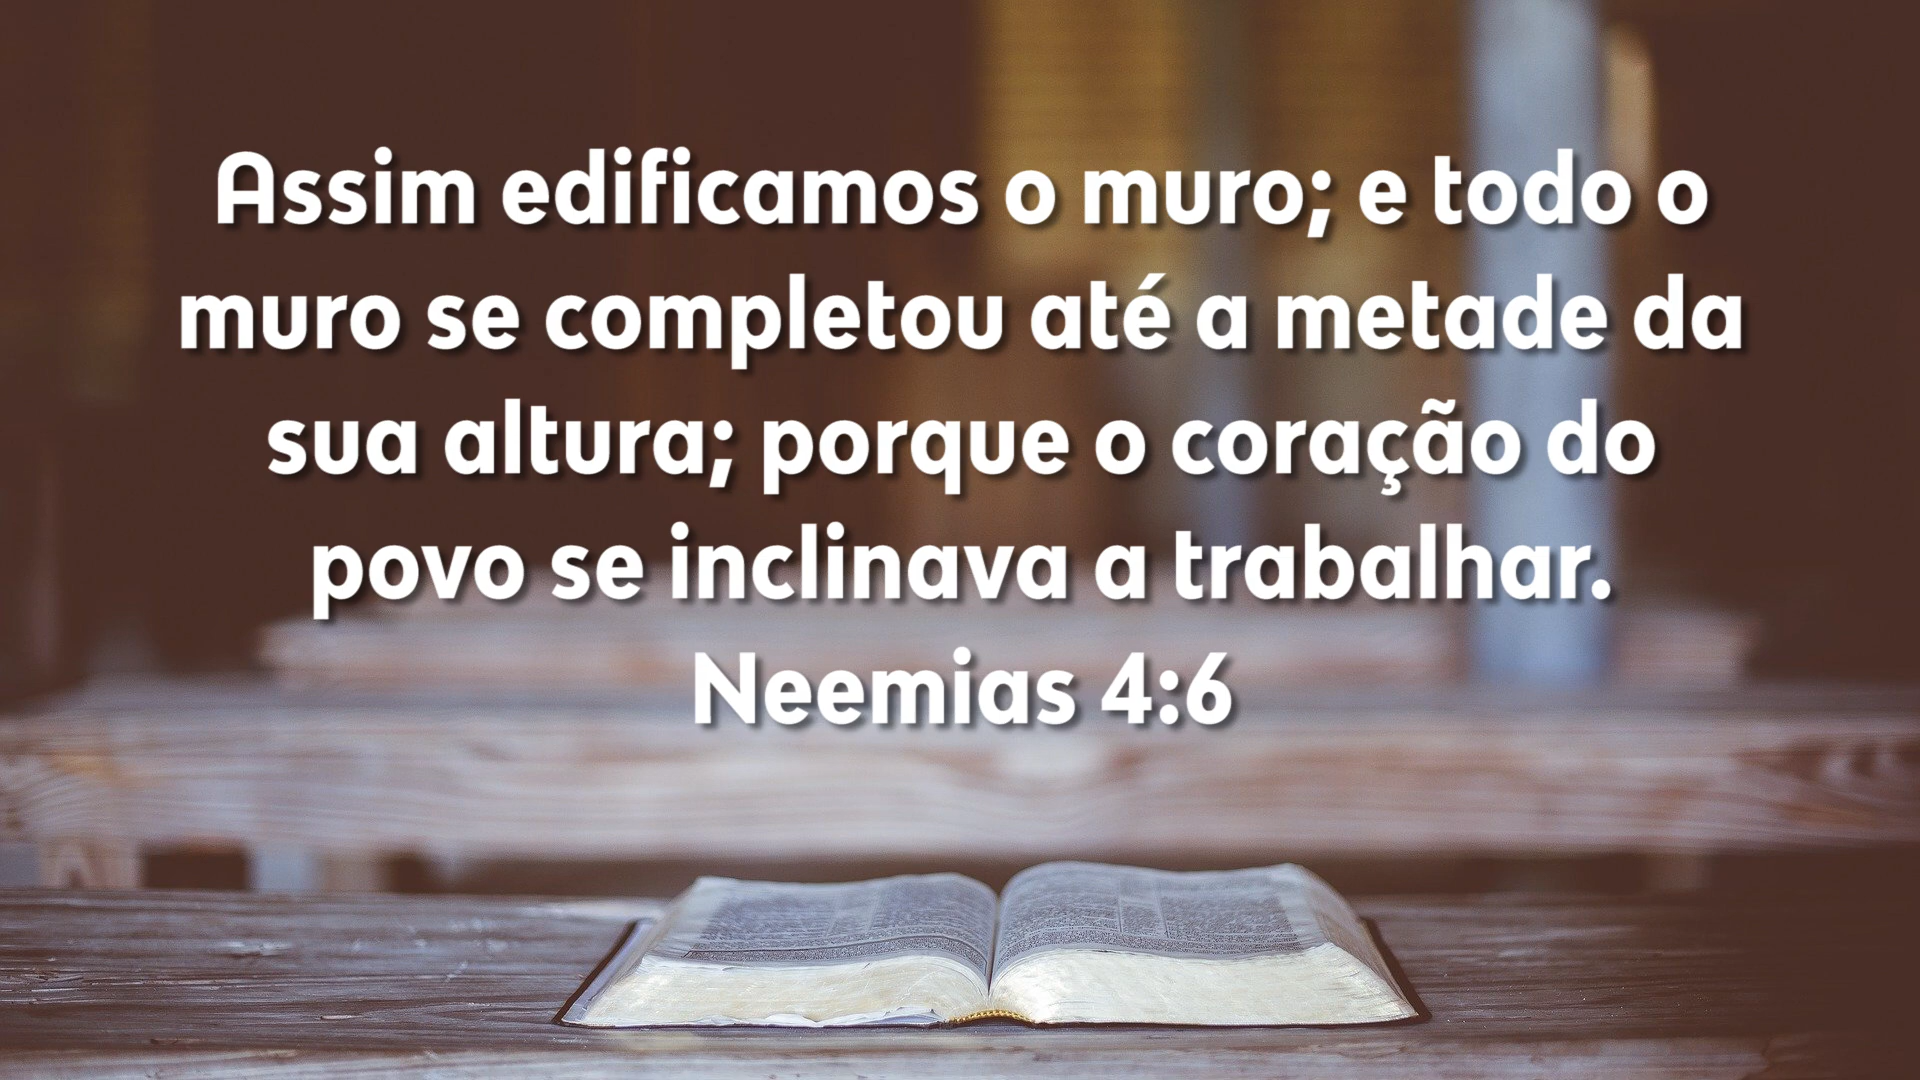 Assim edificamos o muro; e todo o
muro se completou até a metade da
sua altura; porque o coração do
povo se inclinava a trabalhar.
Neemias 4:6